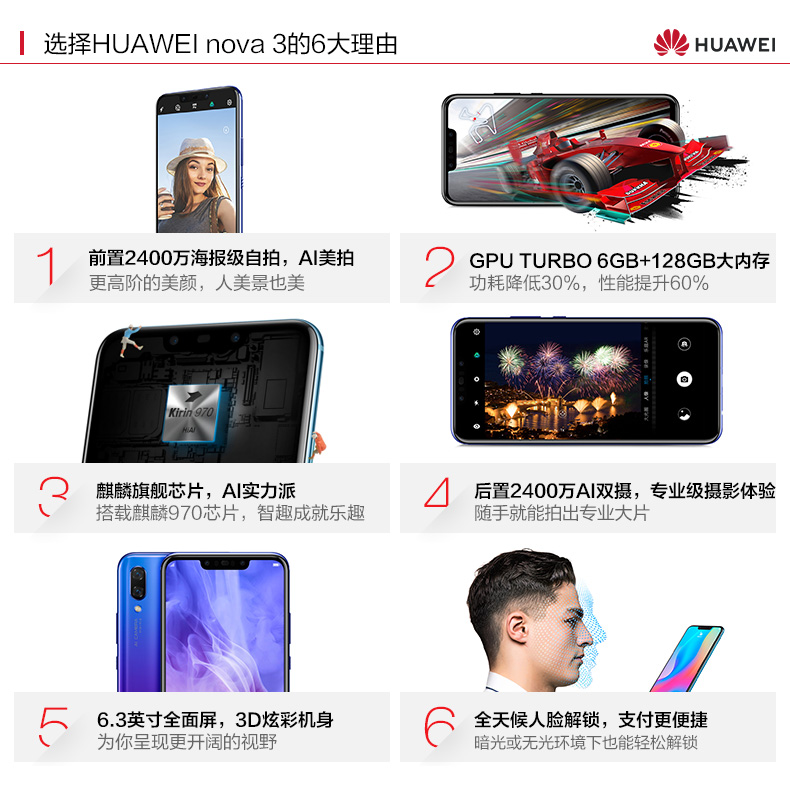 选择HUAWEI nova 3的6大理由
HUAWEI
1
前置2400万海报级自拍，AI美拍
更高阶的美颜，人美景也美
2
GPU TURBO 6GB+128GB大内存
功耗降低30%，性能提升60%
Kirin 970
HiAI
3
麒麟旗舰芯片，AI实力派
搭载麒麟970芯片，智趣成就乐趣
4
后置2400万AI双摄，专业级摄影体验
随手就能拍出专业大片
5
6.3英寸全面屏，3D炫彩机身
为你呈现更开阔的视野
6
全天候人脸解锁，支付更便捷
暗光或无光环境下也能轻松解锁